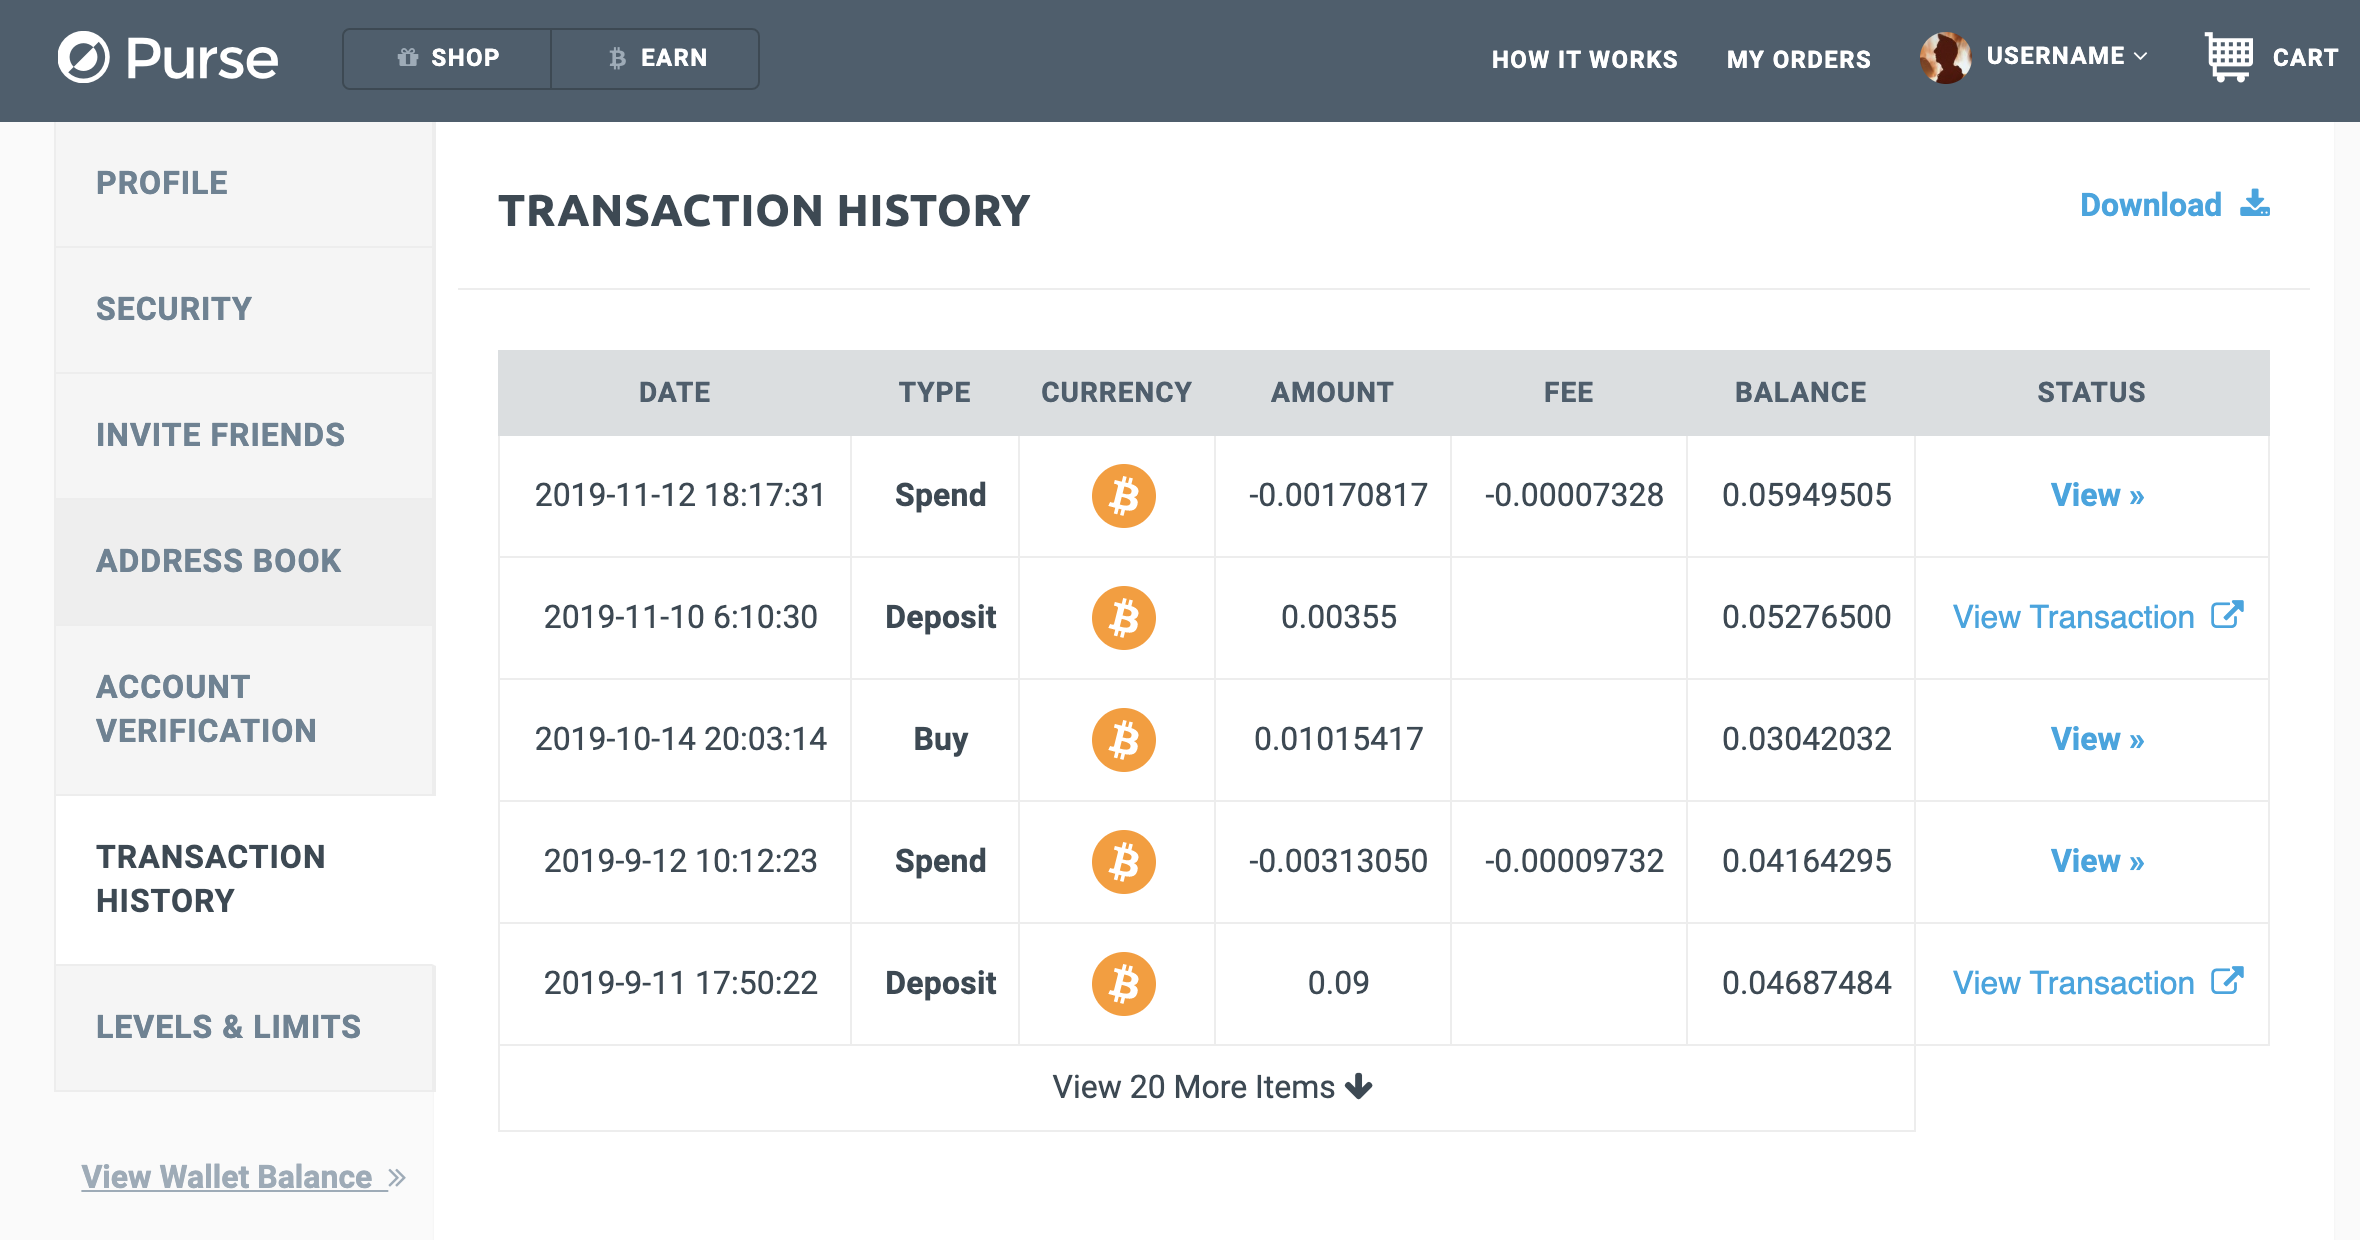 Purse
SHOP
EARN
HOW IT WORKS
MY ORDERS
USERNAME
CART
PROFILE
SECURITY
INVITE FRIENDS
ADDRESS BOOK
ACCOUNT
VERIFICATION
TRANSACTION
HISTORY
LEVELS & LIMITS
View Wallet Balance »
TRANSACTION HISTORY
Download
DATE TYPE CURRENCY AMOUNT FEE BALANCE STATUS
2019-11-12 18:17:31 Spend -0.00170817 -0.00007328 0.05949505 View »
2019-11-10 6:10:30 Deposit 0.00355 0.05276500 View Transaction
2019-10-14 20:03:14 Buy 0.01015417 0.03042032 View »
2019-9-12 10:12:23 Spend -0.00313050 -0.00009732 0.04164295 View »
2019-9-11 17:50:22 Deposit 0.09 0.04687484 View Transaction
View 20 More Items